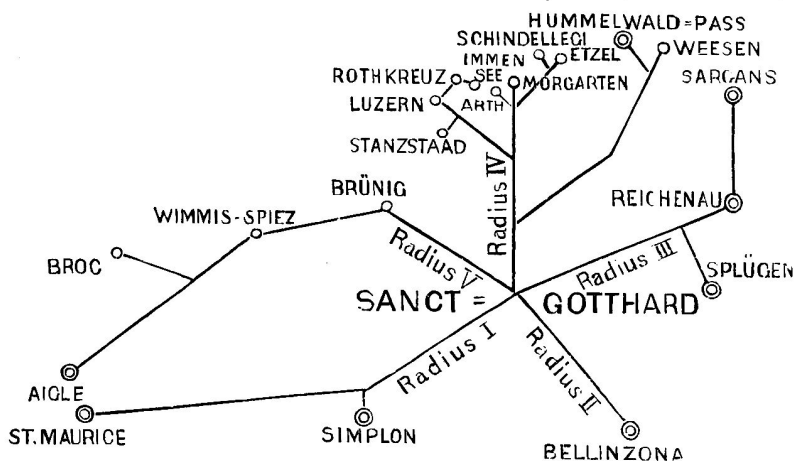 HUMMELWALD=PASS
SCHINDELLEGI
ETZEL
WEESEN
IMMEN
SEE
ROTHKREUZ
MORGARTEN
SARGANS
LUZERN
ARTH
STANZSTAAD
Radius IV
BRÜNIG
REICHENAU
WIMMIS-SPIEZ
Radius V
BROC
Radius III
SPLÜGEN
SANCT = GOTTHARD
Radius I
Radius II
AIGLE
ST. MAURICE
SIMPLON
BELLINZONA